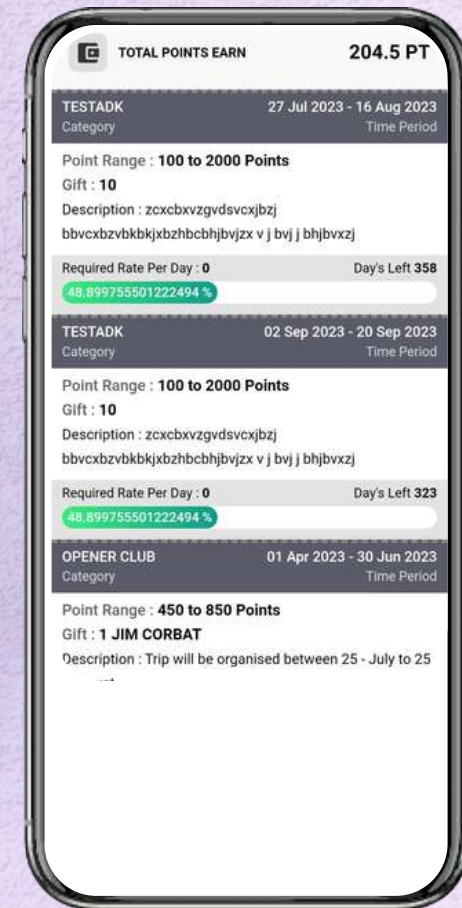 TOTAL POINTS EARN 204.5 PT
TESTADK 27 Jul 2023 - 16 Aug 2023
Category Time Period
Point Range : 100 to 2000 Points
Gift : 10
Description : zcxcbxvzgvdsvcxjbzj
bbvcxbzvbkbkjxbzhbcbhjbvjzx v j bvj j bhjbvxzj
Required Rate Per Day : 0 Day's Left 358
48.899755501222494 %
TESTADK 02 Sep 2023 - 20 Sep 2023
Category Time Period
Point Range : 100 to 2000 Points
Gift : 10
Description : zcxcbxvzgvdsvcxjbzj
bbvcxbzvbkbkjxbzhbcbhjbvjzx v j bvj j bhjbvxzj
Required Rate Per Day : 0 Day's Left 323
48.899755501222494 %
OPENER CLUB 01 Apr 2023 - 30 Jun 2023
Category Time Period
Point Range : 450 to 850 Points
Gift : 1 JIM CORBAT
Description : Trip will be organised between 25 - July to 25